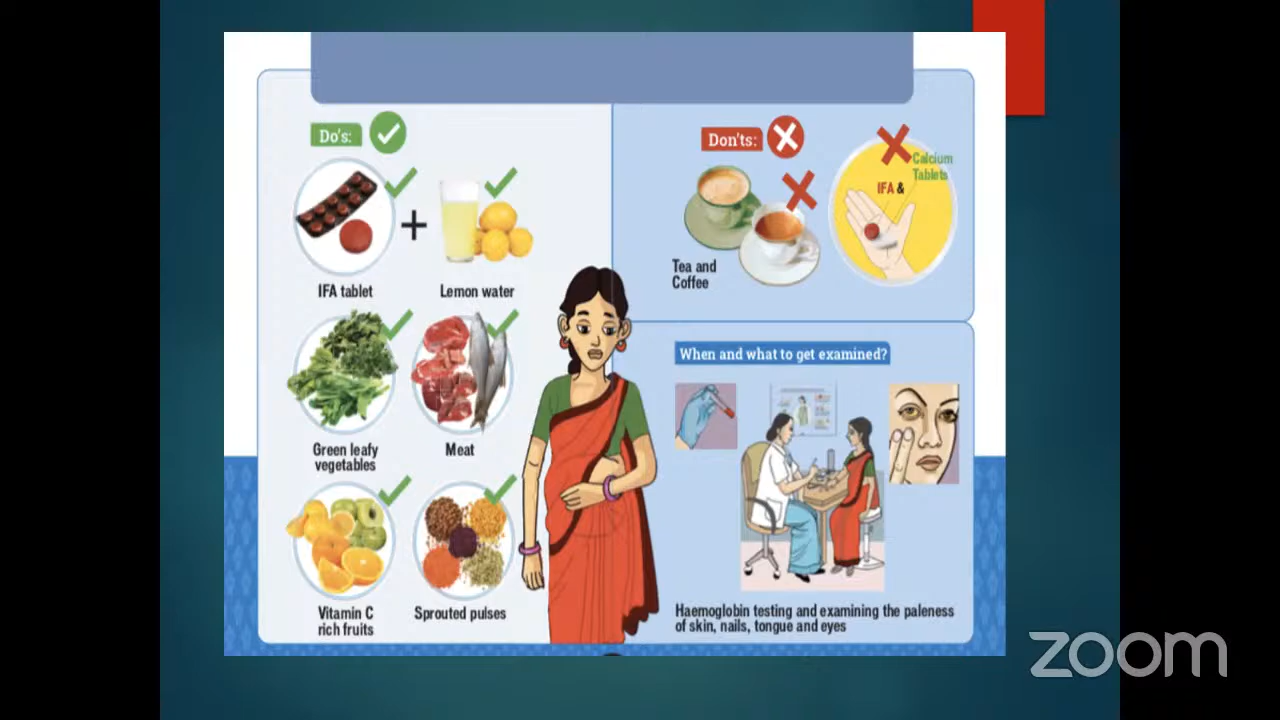 Do's:
IFA tablet
Lemon water
Green leafy
vegetables
Meat
Vitamin C
rich fruits
Sprouted pulses
Don'ts:
Tea and
Coffee
Calcium
Tablets
IFA &
When and what to get examined?
Haemoglobin testing and examining the paleness
of skin, nails, tongue and eyes
zoom